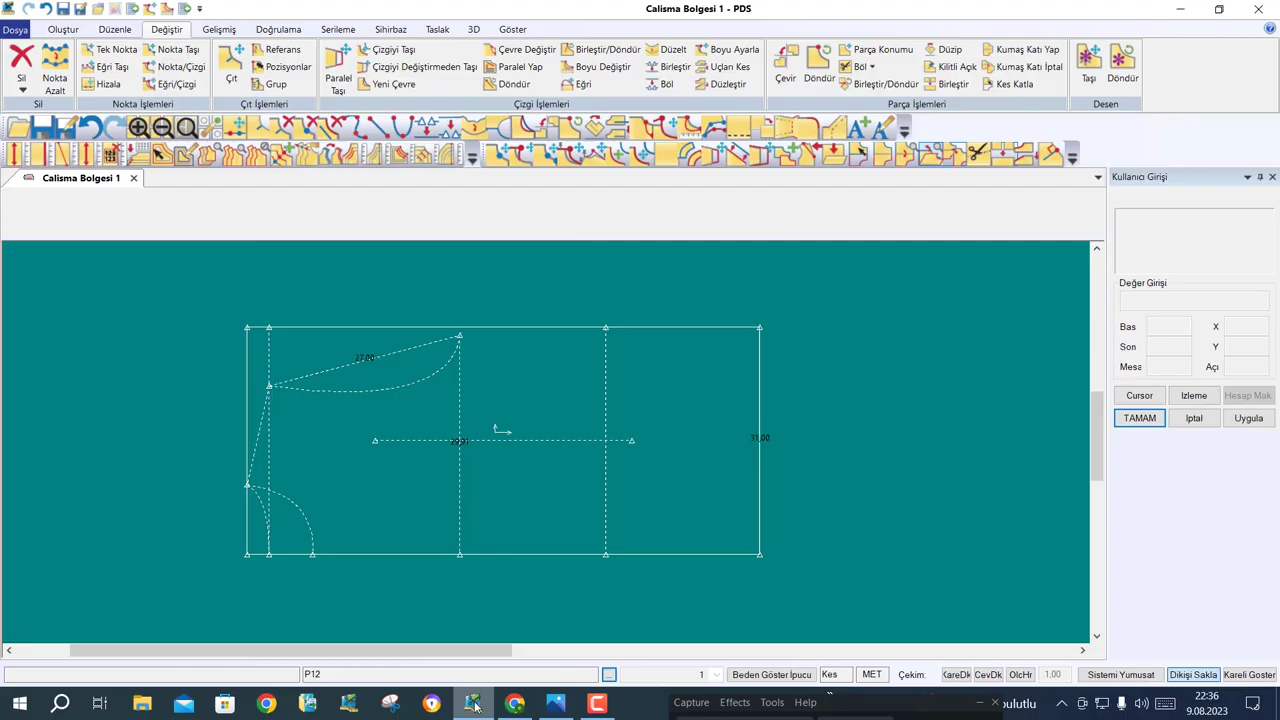 Calisma Bolgesi 1 - PDS
Dosya Oluştur Düzenle Değiştir Gelişmiş Doğrulama Sihirbaz Serileme Taslak 3D Göster
Sil
Nokta Azalt
Sil
Tek Nokta
Eğri Taşı
Hizala
Nokta Taşı
Nokta/Çizgi
Eğri/Çizgi
Nokta İşlemleri
Çıt
Referans
Pozisyonlar
Grup
Çıt İşlemleri
Paralel Taşı
Çizgiyi Taşı
Çizgiyi Değiştirmeden Taşı
Yeni Çevre
Çevre Değiştir
Paralel Yap
Döndür
Birleştir/Döndür
Boyu Değiştir
Eğri
Düzelt
Birleştir
Böl
Boyu Ayarla
Uçları Kes
Düzleştir
Çizgi İşlemleri
Çevir
Döndür
Parça Konumu
Böl
Birleştir/Döndür
Düzip
Kilitli Açık
Birleştir
Kumaş Katı Yap
Kumaş Katı İptal
Kes Katla
Parça İşlemleri
Taşı
Döndür
Desen
Calisma Bolgesi 1
Kullanıcı Girişi
Değer Girişi
Bas X
Son Y
Mesa Açı
Cursor Izleme Hesap Mak
TAMAM Iptal Uygula
27,00
31,00
P12 1 Beden Göster İpucu Kes MET Çekim: KareDk CevDk OlcHr 1.00 Sistemi Yumusat Dikişi Sakla Kareli Goster
Capture Effects Tools Help
bulutlu
22:36
9.08.2023